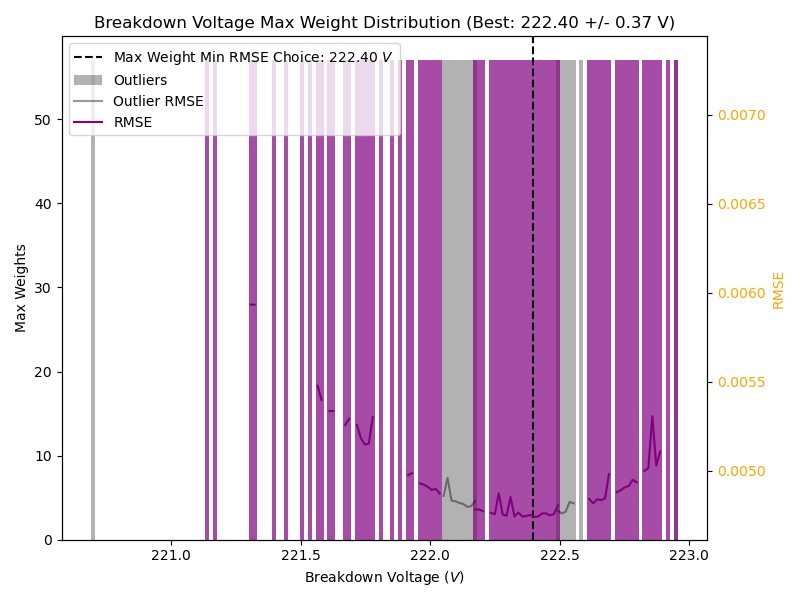 Breakdown Voltage Max Weight Distribution (Best: 222.40 +/- 0.37 V)
Max Weight Min RMSE Choice: 222.40 V
Outliers
Outlier RMSE
RMSE
Max Weights
50
40
30
20
10
0
0.0070
0.0065
0.0060
0.0055
0.0050
RMSE
221.0 221.5 222.0 222.5 223.0
Breakdown Voltage (V)